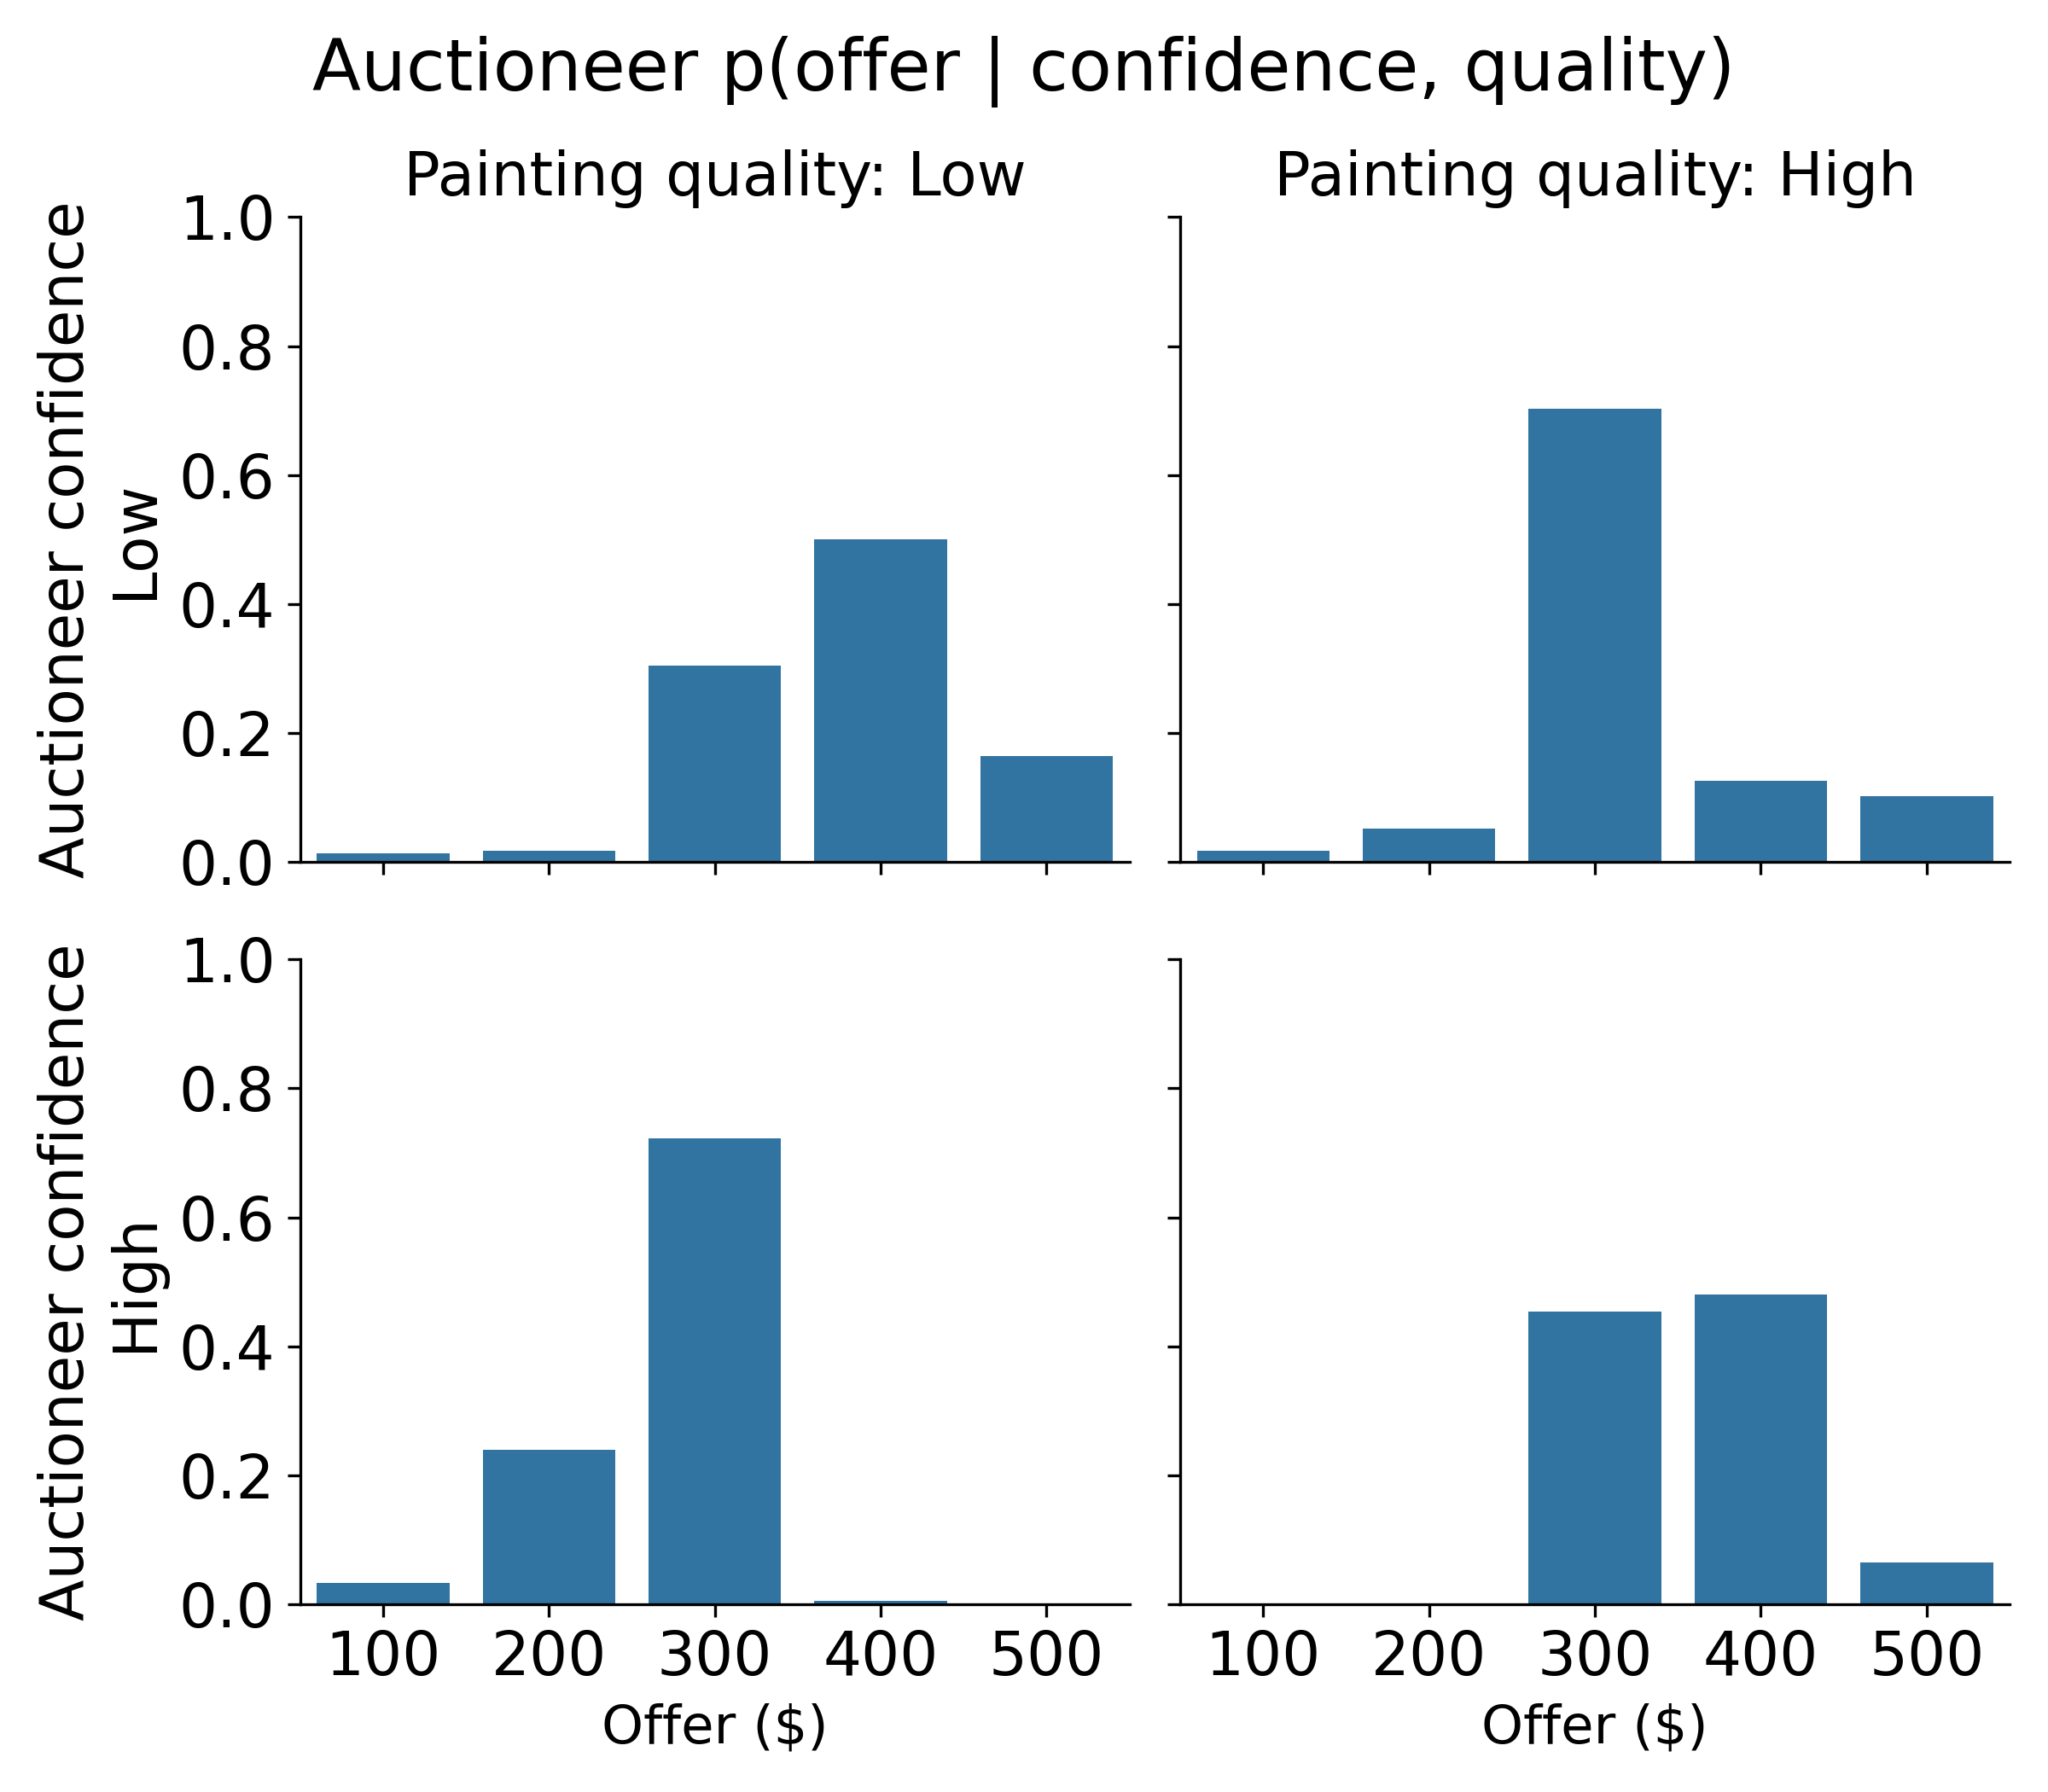 Auctioneer p(offer | confidence, quality)
Painting quality: Low
Painting quality: High
Auctioneer confidence
Low
1.0
0.8
0.6
0.4
0.2
0.0
Auctioneer confidence
High
1.0
0.8
0.6
0.4
0.2
0.0
100 200 300 400 500
100 200 300 400 500
Offer ($)
Offer ($)